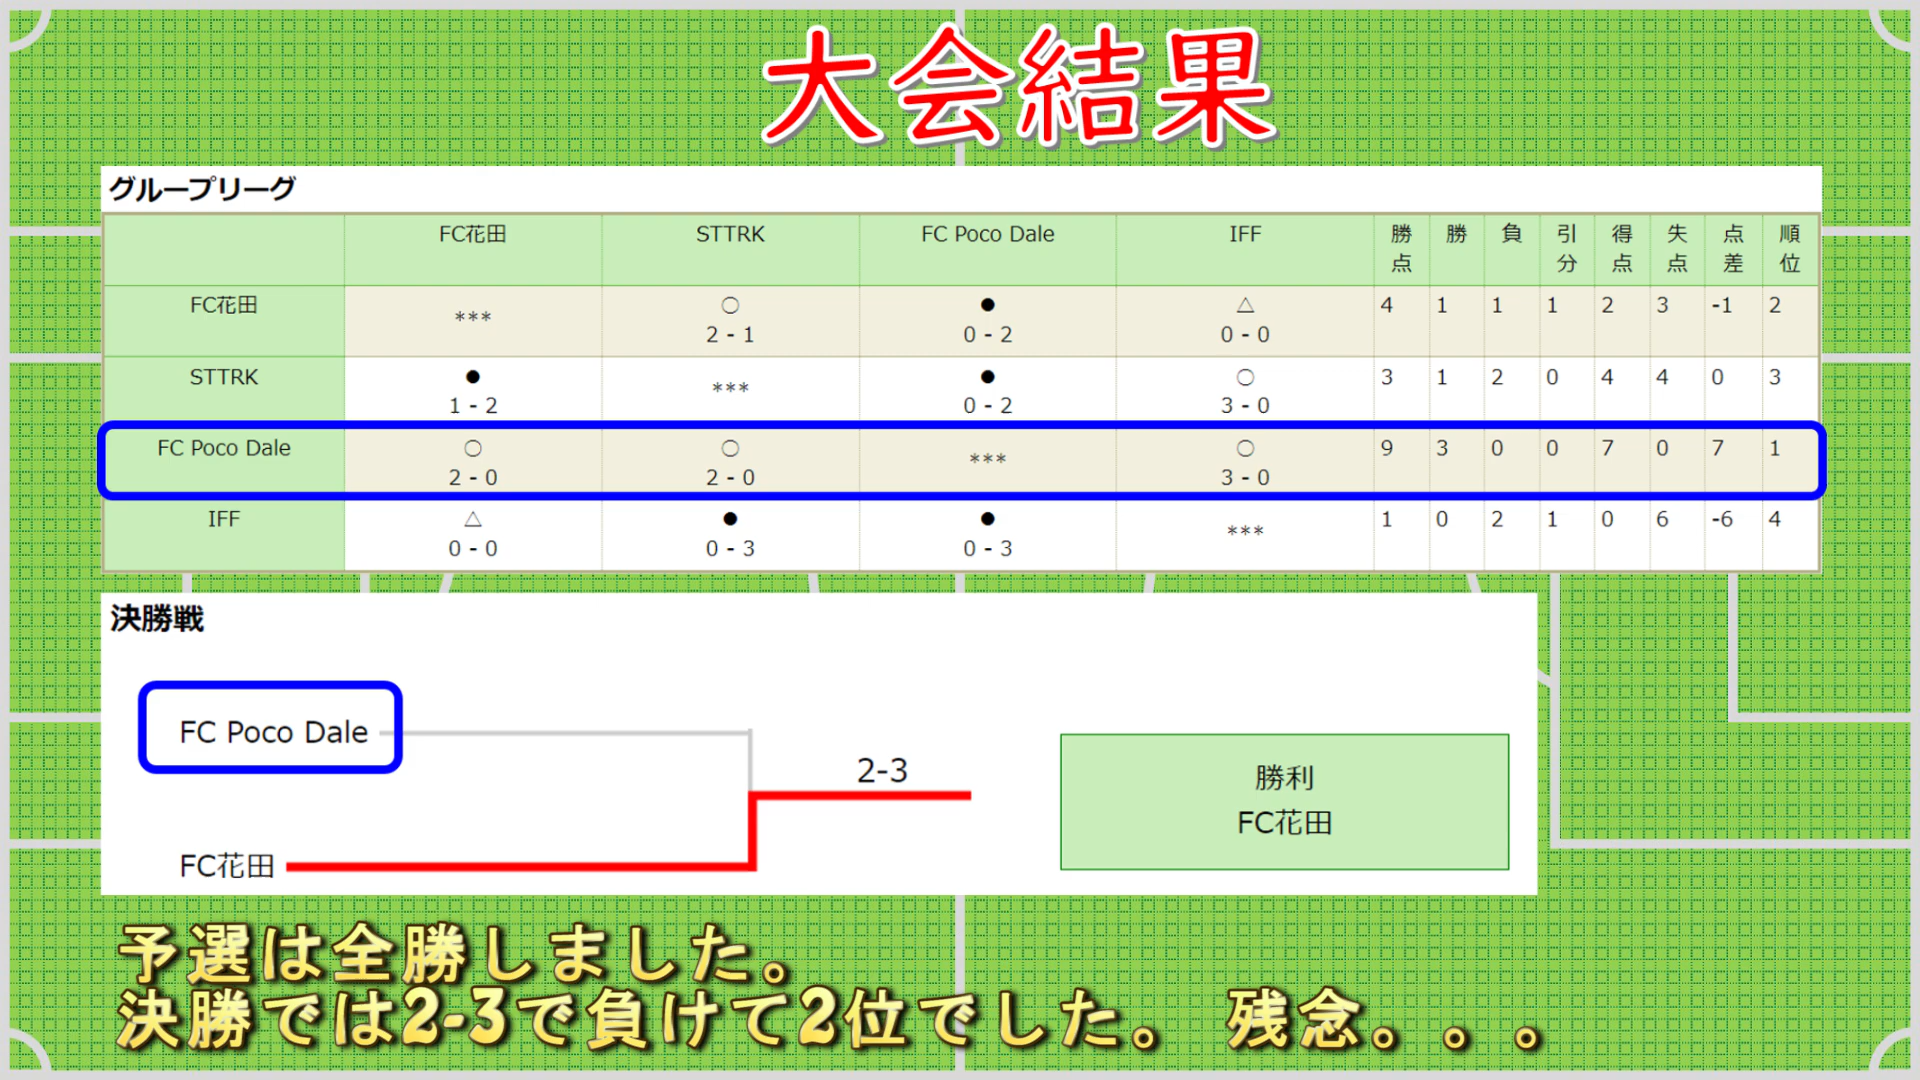 大会結果
グループリーグ
FC花田 STTRK FC Poco Dale IFF 勝点 勝 負 引分 得点 失点 点差 順位
FC花田 *** ○ 2 - 1 ● 0 - 2 △ 0 - 0 4 1 1 1 2 3 -1 2
STTRK ● 1 - 2 *** ● 0 - 2 ○ 3 - 0 3 1 2 0 4 4 0 3
FC Poco Dale ○ 2 - 0 ○ 2 - 0 *** ○ 3 - 0 9 3 0 0 7 0 7 1
IFF △ 0 - 0 ● 0 - 3 ● 0 - 3 *** 1 0 2 1 0 6 -6 4
決勝戦
FC Poco Dale
2-3
FC花田
勝利
FC花田
予選は全勝しました。
決勝では2-3で負けて2位でした。 残念。。。